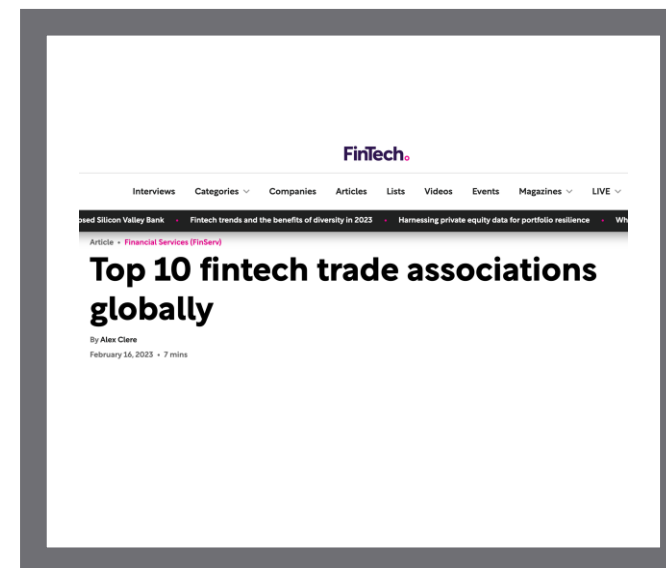 FinTech.
Interviews Categories Companies Articles Lists Videos Events Magazines LIVE
Silicon Valley Bank • Fintech trends and the benefits of diversity in 2023 • Harnessing private equity data for portfolio resilience •
Article • Financial Services (FinServ)
Top 10 fintech trade associations
globally
By Alex Clere
February 16, 2023 • 7 mins